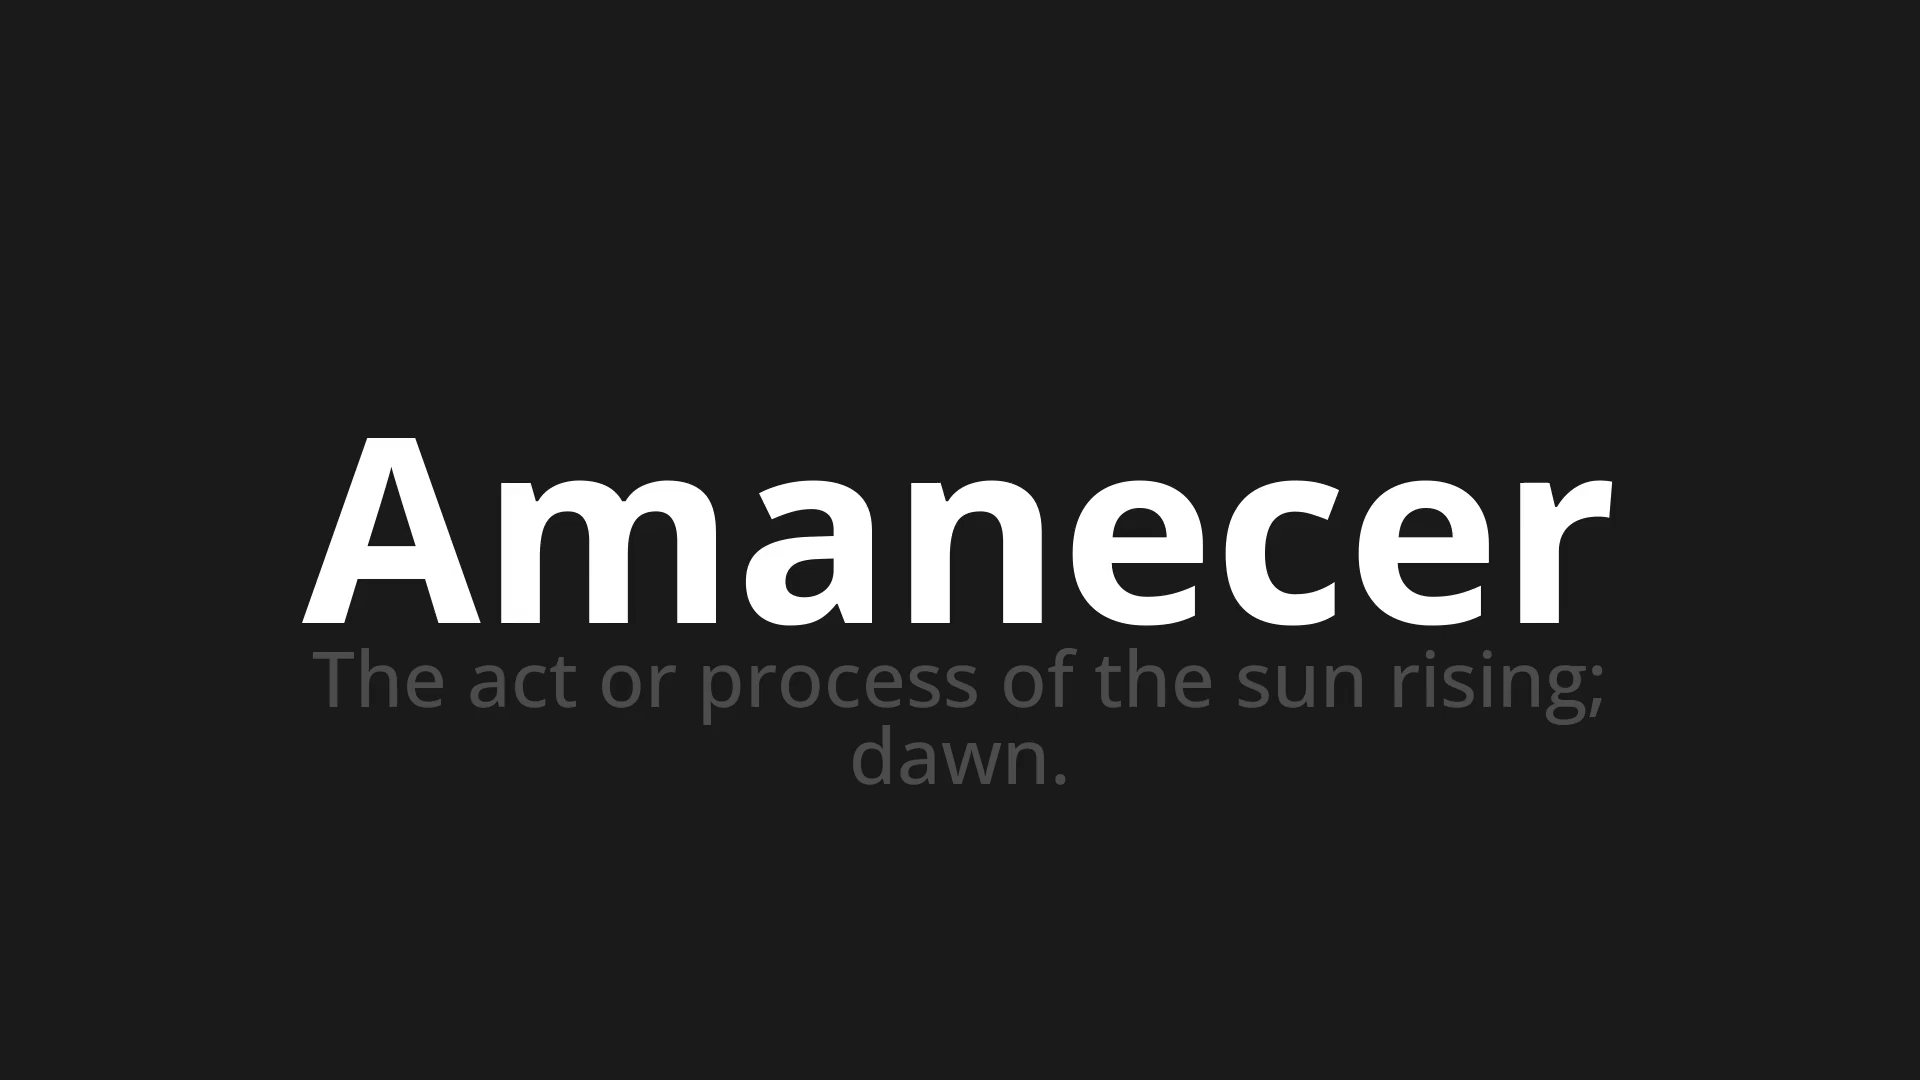 Amanecer
The act or process of the sun rising;
dawn.